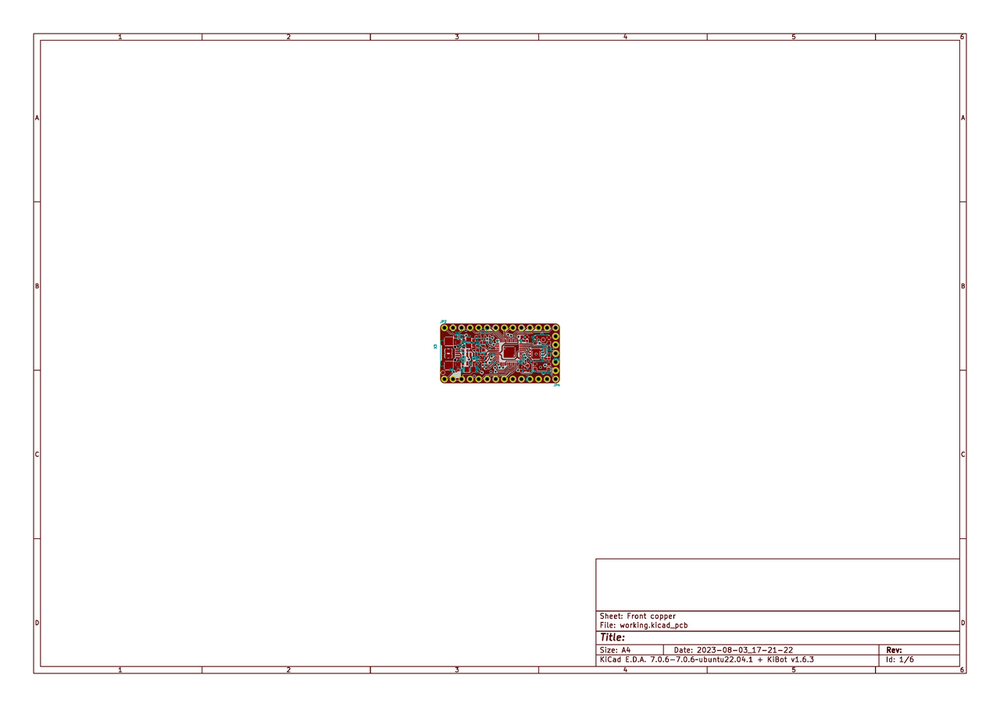 1 2 3 4 5 6
A A
JP2
B B
C C
Sheet: Front copper
File: working.kicad_pcb
D D
Title:
Size: A4 Date: 2023-08-03_17-21-22 Rev:
KiCad E.D.A. 7.0.6-7.0.6-ubuntu22.04.1 + KiBot v1.6.3 Id: 1/6
1 2 3 4 5 6